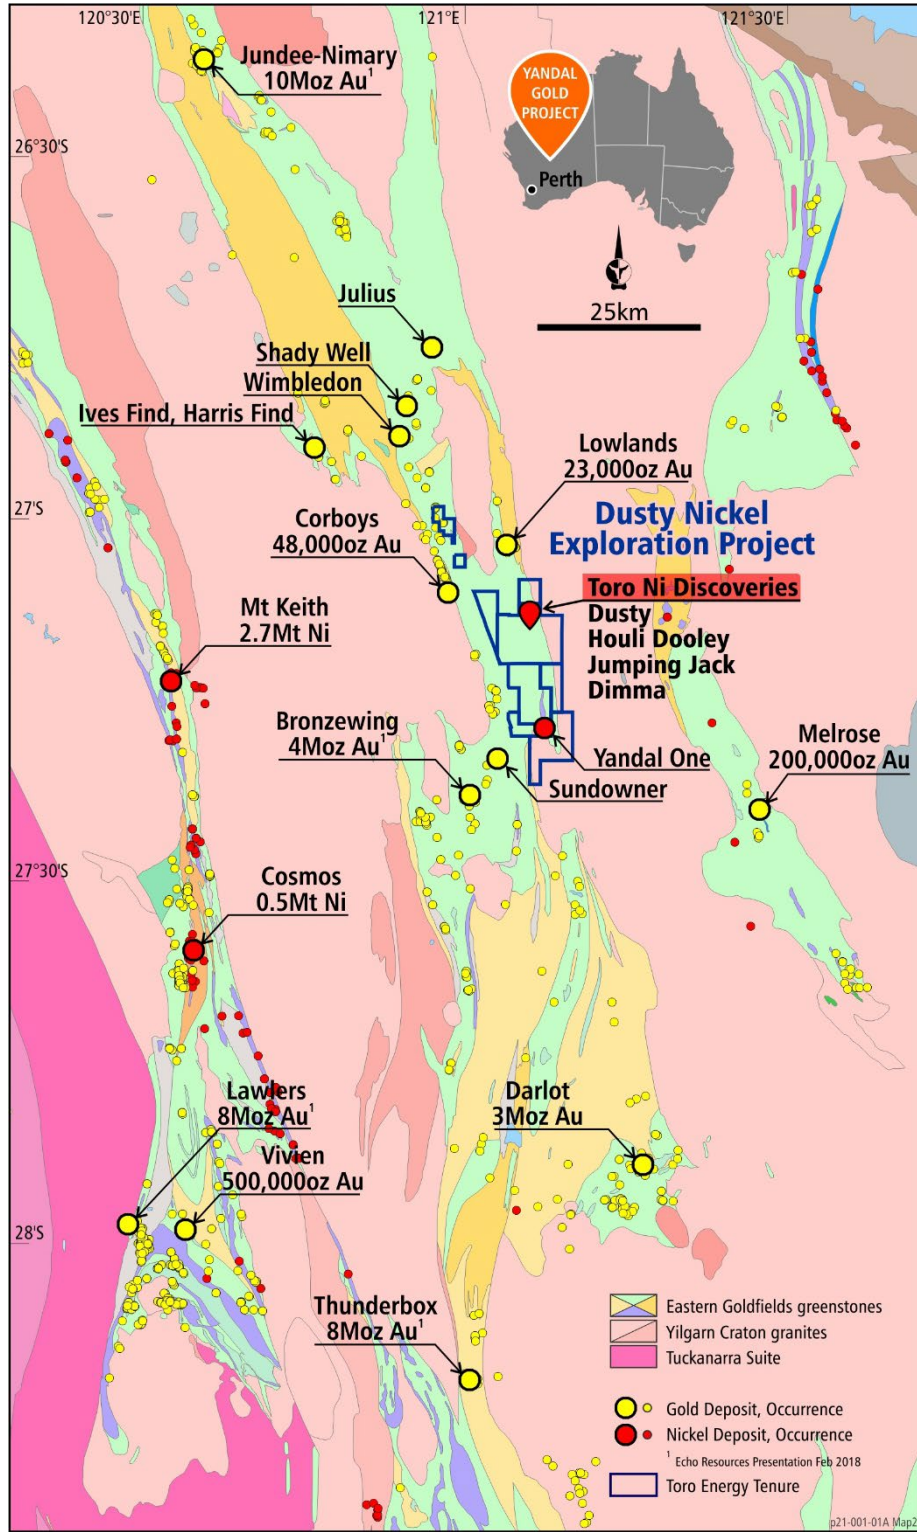 120°30'E
121°E
121°30'E
Jundee-Nimary
10Moz Au¹
YANDAL
GOLD
PROJECT
26°30'S
Perth
25km
Julius
Shady Well
Wimbledon
Ives Find, Harris Find
Lowlands
23,000oz Au
27°S
Corboys
48,000oz Au
Dusty Nickel
Exploration Project
Toro Ni Discoveries
Dusty
Houli Dooley
Jumping Jack
Dimma
Mt Keith
2.7Mt Ni
Bronzewing
4Moz Au¹
Yandal One
Sundowner
Melrose
200,000oz Au
27°30'S
Cosmos
0.5Mt Ni
Lawlers
8Moz Au¹
Vivien
500,000oz Au
Darlot
3Moz Au
28°S
Thunderbox
8Moz Au¹
Eastern Goldfields greenstones
Yilgarn Craton granites
Tuckanarra Suite
Gold Deposit, Occurrence
Nickel Deposit, Occurrence
¹ Echo Resources Presentation Feb 2018
Toro Energy Tenure
p21-001-01A Map2